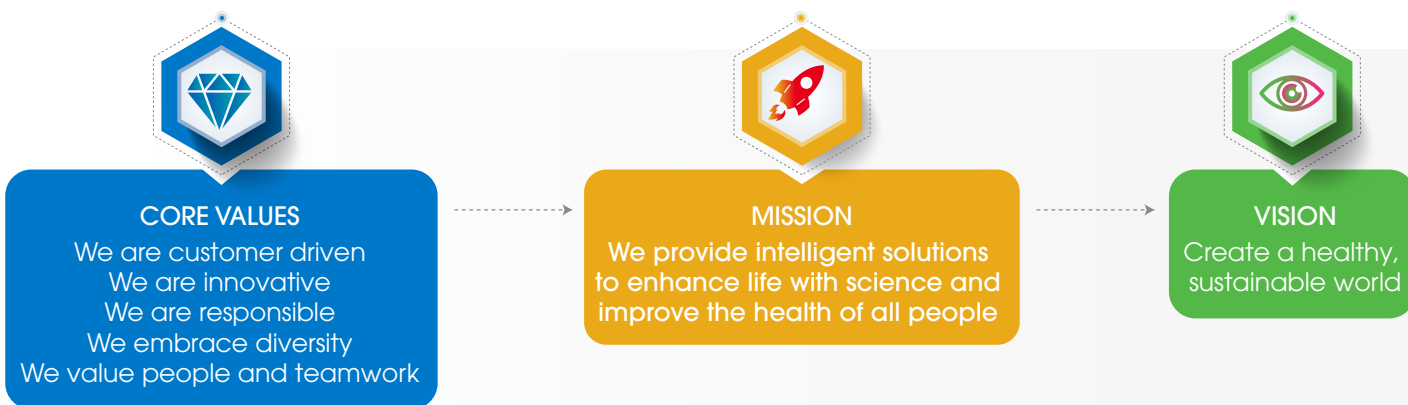 CORE VALUES
We are customer driven
We are innovative
We are responsible
We embrace diversity
We value people and teamwork
MISSION
We provide intelligent solutions
to enhance life with science and
improve the health of all people
VISION
Create a healthy,
sustainable world